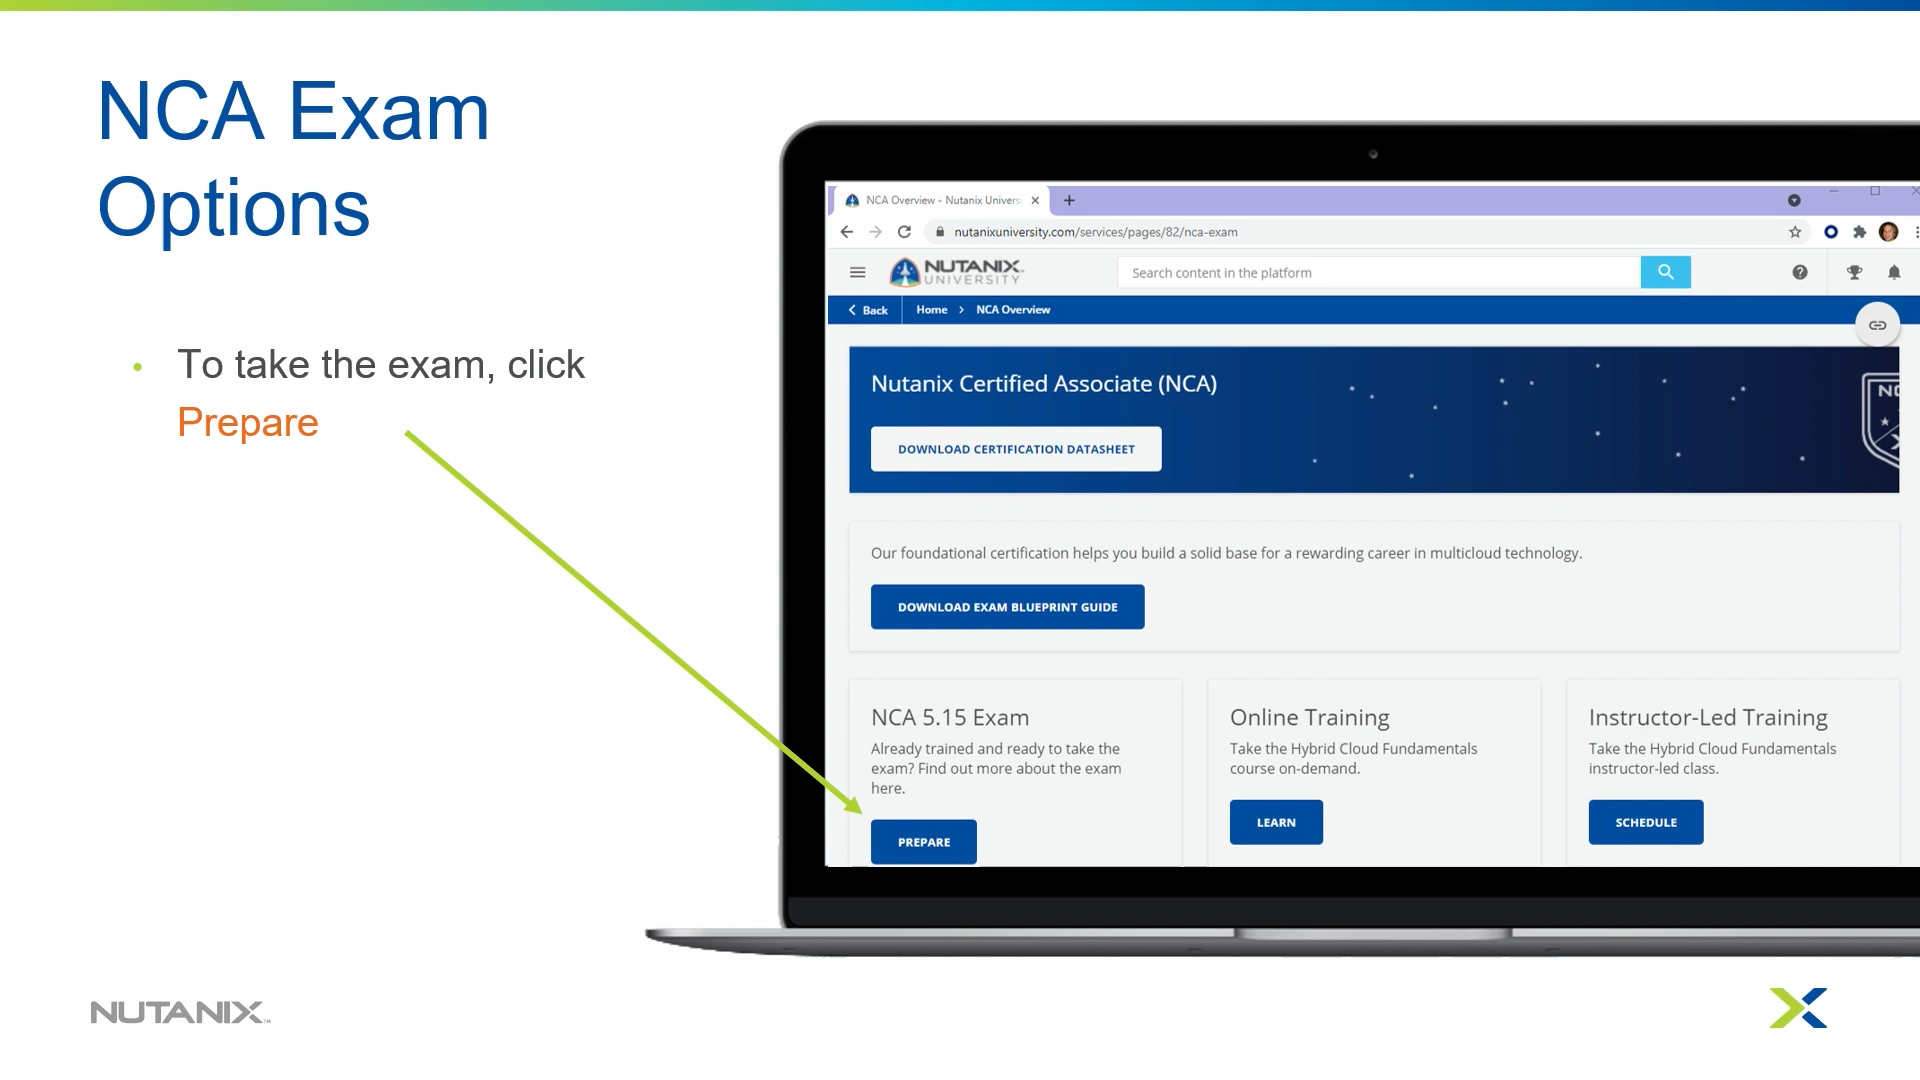 NCA Exam
Options
• To take the exam, click
Prepare
NCA Overview - Nutanix Univers
nutanixuniversity.com/services/pages/82/nca-exam
NUTANIX
UNIVERSITY
Search content in the platform
Back
Home > NCA Overview
Nutanix Certified Associate (NCA)
NC
DOWNLOAD CERTIFICATION DATASHEET
Our foundational certification helps you build a solid base for a rewarding career in multicloud technology.
DOWNLOAD EXAM BLUEPRINT GUIDE
NCA 5.15 Exam
Already trained and ready to take the
exam? Find out more about the exam
here.
PREPARE
Online Training
Take the Hybrid Cloud Fundamentals
course on-demand.
LEARN
Instructor-Led Training
Take the Hybrid Cloud Fundamentals
instructor-led class.
SCHEDULE
NUTANIX™